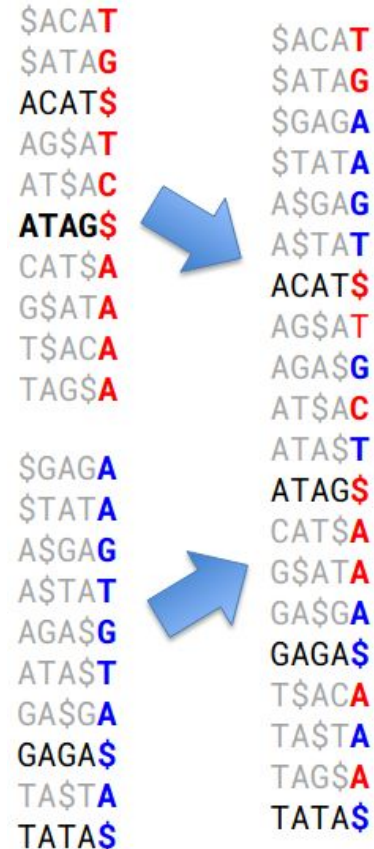 $ACAT
$ATAG
ACAT$
AG$AT
AT$AC
ATAG$
CAT$A
G$ATA
T$ACA
TAG$A
$GAGA
$TATA
A$GAG
A$TAT
AGA$G
ATA$T
GA$GA
GAGA$
TA$TA
TATA$
$ACAT
$ATAG
$GAGA
$TATA
A$GAG
A$TAT
ACAT$
AG$AT
AGA$G
AT$AC
ATA$T
ATAG$
CAT$A
G$ATA
GA$GA
GAGA$
T$ACA
TA$TA
TAG$A
TATA$